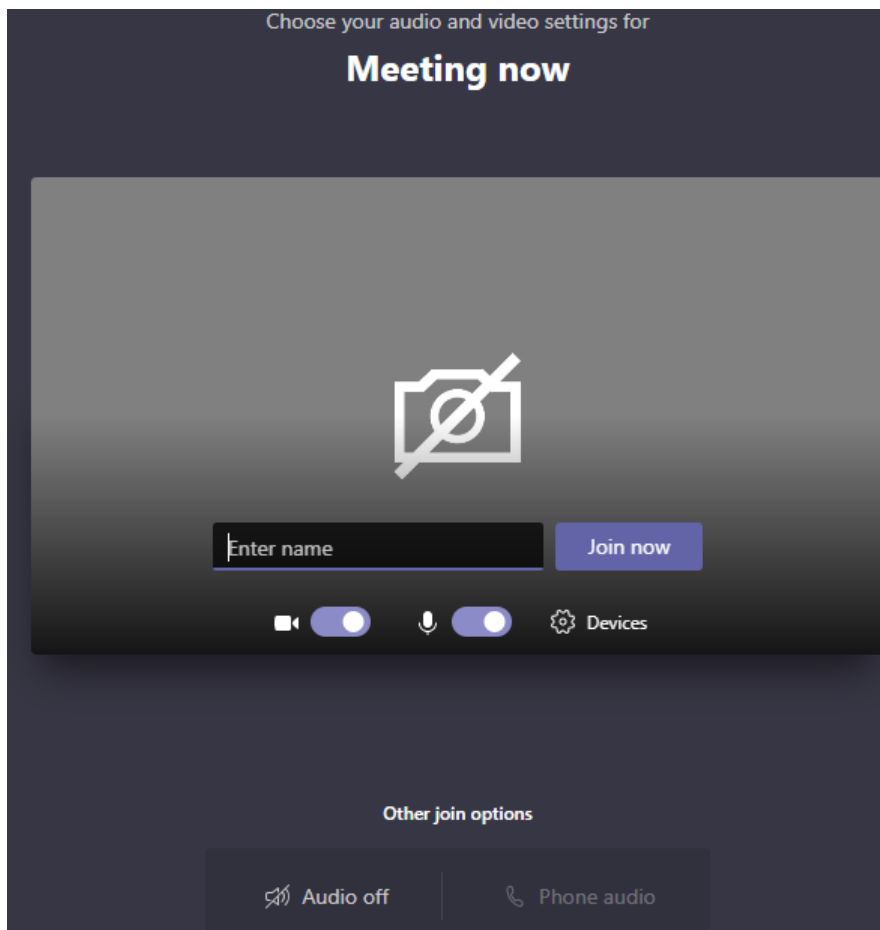 Choose your audio and video settings for
Meeting now
Enter name
Join now
Devices
Other join options
Audio off
Phone audio